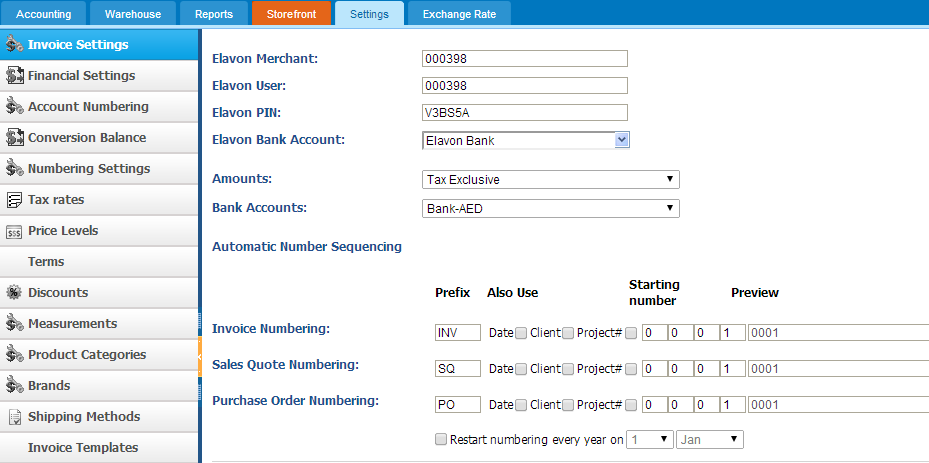 Accounting Warehouse Reports Storefront Settings Exchange Rate
Invoice Settings
Financial Settings
Account Numbering
Conversion Balance
Numbering Settings
Tax rates
$$$ Price Levels
Terms
Discounts
Measurements
Product Categories
Brands
Shipping Methods
Invoice Templates
Elavon Merchant: 000398
Elavon User: 000398
Elavon PIN: V3BS5A
Elavon Bank Account: Elavon Bank
Amounts: Tax Exclusive
Bank Accounts: Bank-AED
Automatic Number Sequencing
Prefix Also Use Starting number Preview
Invoice Numbering: INV Date Client Project# 0 0 0 1 0001
Sales Quote Numbering: SQ Date Client Project# 0 0 0 1 0001
Purchase Order Numbering: PO Date Client Project# 0 0 0 1 0001
Restart numbering every year on 1 Jan